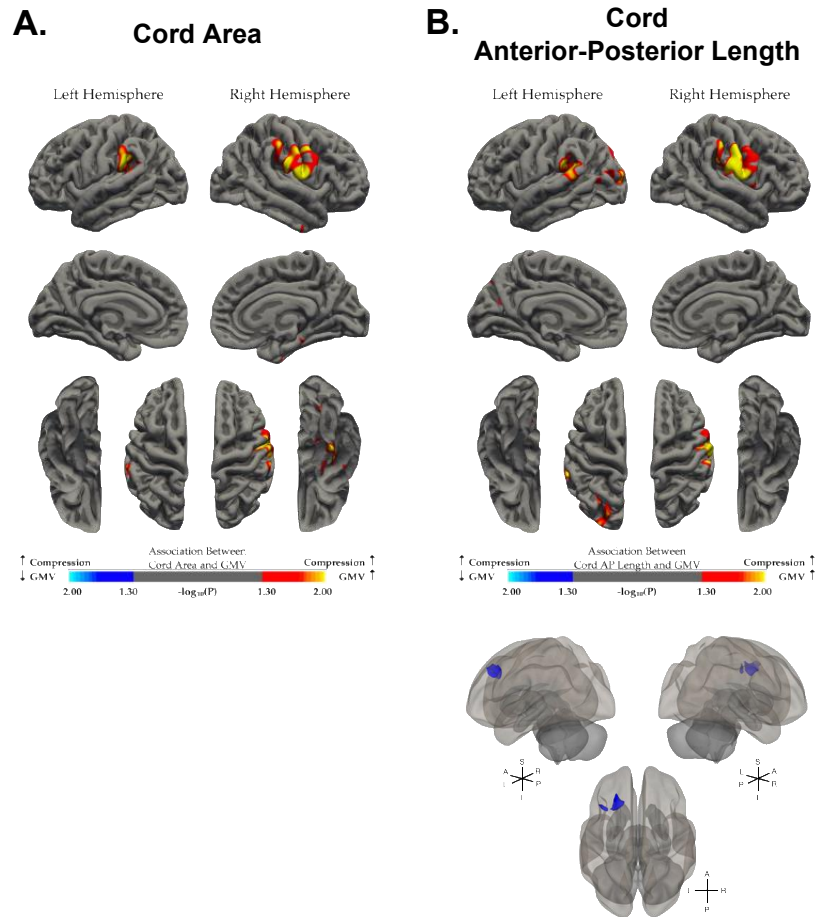 A.
Cord Area
Left Hemisphere
Right Hemisphere
↑ Compression
↓ GMV
Association Between
Cord Area and GMV
Compression ↑
GMV ↑
2.00
1.30
-log₁₀(P)
1.30
2.00
B.
Cord
Anterior-Posterior Length
Left Hemisphere
Right Hemisphere
↑ Compression
↓ GMV
Association Between
Cord AP Length and GMV
Compression ↑
GMV ↑
2.00
1.30
-log₁₀(P)
1.30
2.00
S
A R
P
I
S
L A
P R
I
A
R
P